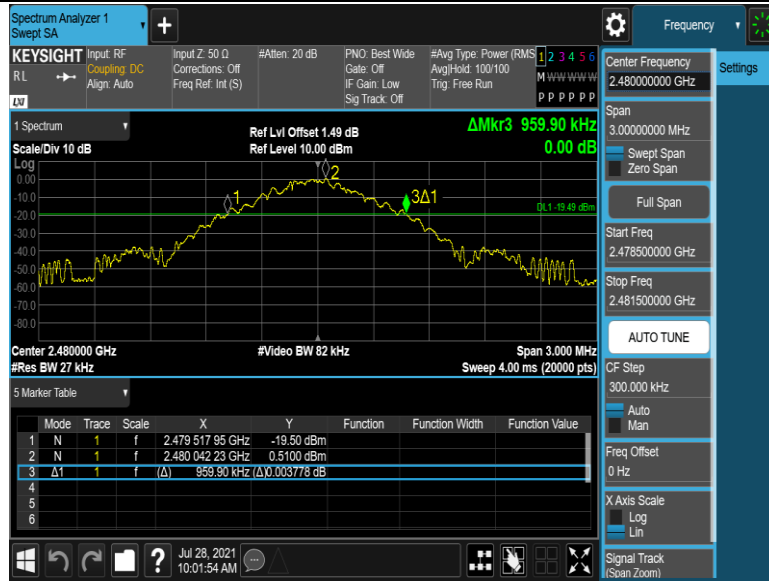 Spectrum Analyzer 1
Swept SA
Frequency
KEYSIGHT
RL
LXI
Input: RF
Coupling: DC
Align: Auto
Input Z: 50 Ω
Corrections: Off
Freq Ref: Int (S)
#Atten: 20 dB
PNO: Best Wide
Gate: Off
IF Gain: Low
Sig Track: Off
#Avg Type: Power (RMS
Avg|Hold: 100/100
Trig: Free Run
1 2 3 4 5 6
M W W W W W
P P P P P P
Center Frequency
2.480000000 GHz
Settings
Span
3.00000000 MHz
Swept Span
Zero Span
Full Span
Start Freq
2.478500000 GHz
Stop Freq
2.481500000 GHz
AUTO TUNE
CF Step
300.000 kHz
Auto
Man
Freq Offset
0 Hz
X Axis Scale
Log
Lin
Signal Track
(Span Zoom)
1 Spectrum
Scale/Div 10 dB
Ref Lvl Offset 1.49 dB
Ref Level 10.00 dBm
ΔMkr3 959.90 kHz
0.00 dB
Log
0.00
-10.0
-20.0
-30.0
-40.0
-50.0
-60.0
-70.0
-80.0
1
2
3Δ1
DL1 -19.49 dBm
Center 2.480000 GHz
#Res BW 27 kHz
#Video BW 82 kHz
Span 3.000 MHz
Sweep 4.00 ms (20000 pts)
5 Marker Table
Mode Trace Scale X Y Function Function Width Function Value
1 N 1 f 2.479 517 95 GHz -19.50 dBm
2 N 1 f 2.480 042 23 GHz 0.5100 dBm
3 Δ1 1 f (Δ) 959.90 kHz (Δ)0.003778 dB
4
5
6
?
Jul 28, 2021
10:01:54 AM